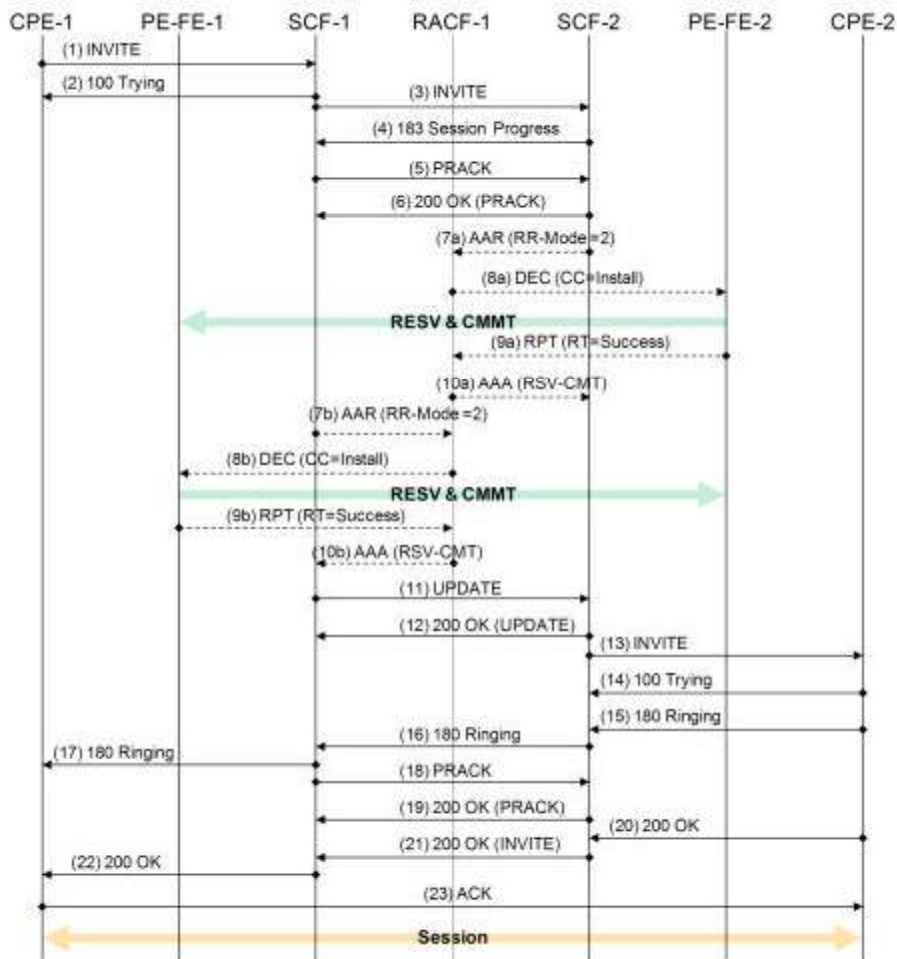 CPE-1 PE-FE-1 SCF-1 RACF-1 SCF-2 PE-FE-2 CPE-2
(1) INVITE
(2) 100 Trying
(3) INVITE
(4) 183 Session Progress
(5) PRACK
(6) 200 OK (PRACK)
(7a) AAR (RR-Mode=2)
(8a) DEC (CC=Install)
RESV & CMMT
(9a) RPT (RT=Success)
(10a) AAA (RSV-CMT)
(7b) AAR (RR-Mode=2)
(8b) DEC (CC=Install)
RESV & CMMT
(9b) RPT (RT=Success)
(10b) AAA (RSV-CMT)
(11) UPDATE
(12) 200 OK (UPDATE)
(13) INVITE
(14) 100 Trying
(15) 180 Ringing
(16) 180 Ringing
(17) 180 Ringing
(18) PRACK
(19) 200 OK (PRACK)
(20) 200 OK
(21) 200 OK (INVITE)
(22) 200 OK
(23) ACK
Session